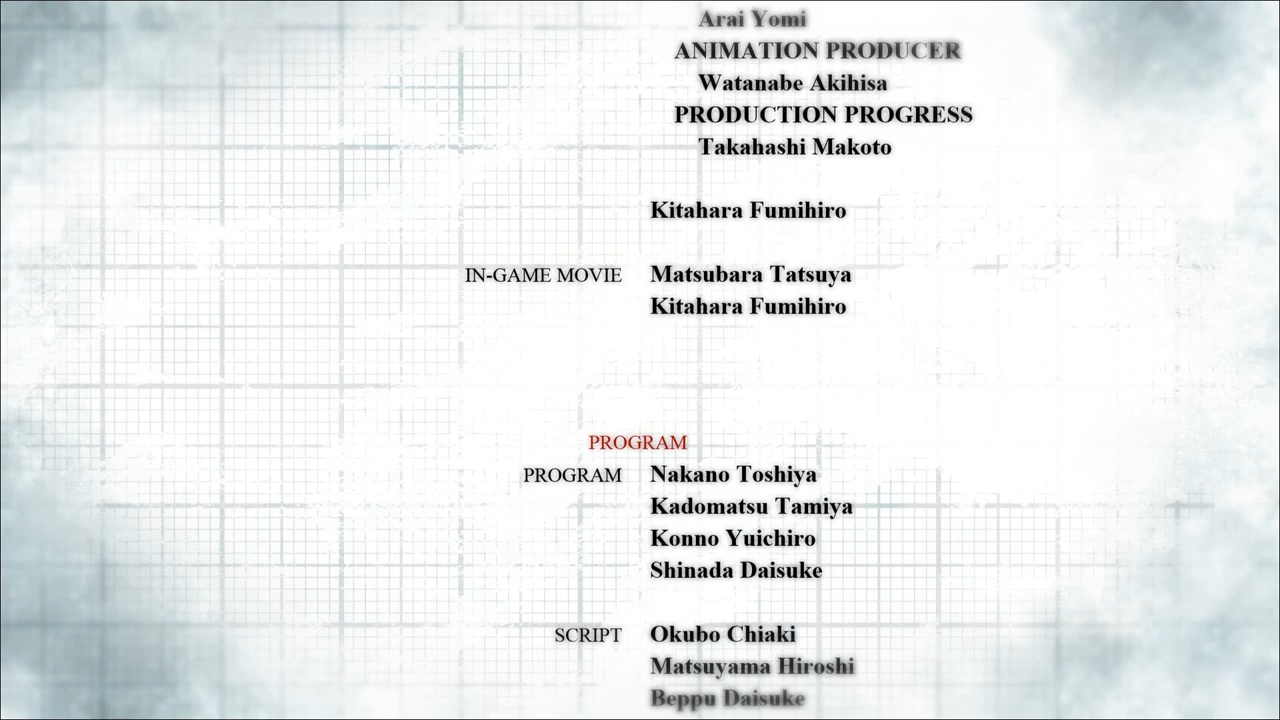 Arai Yomi
ANIMATION PRODUCER
Watanabe Akihisa
PRODUCTION PROGRESS
Takahashi Makoto
Kitahara Fumihiro
IN-GAME MOVIE Matsubara Tatsuya
Kitahara Fumihiro
PROGRAM
PROGRAM Nakano Toshiya
Kadomatsu Tamiya
Konno Yuichiro
Shinada Daisuke
SCRIPT Okubo Chiaki
Matsuyama Hiroshi
Beppu Daisuke